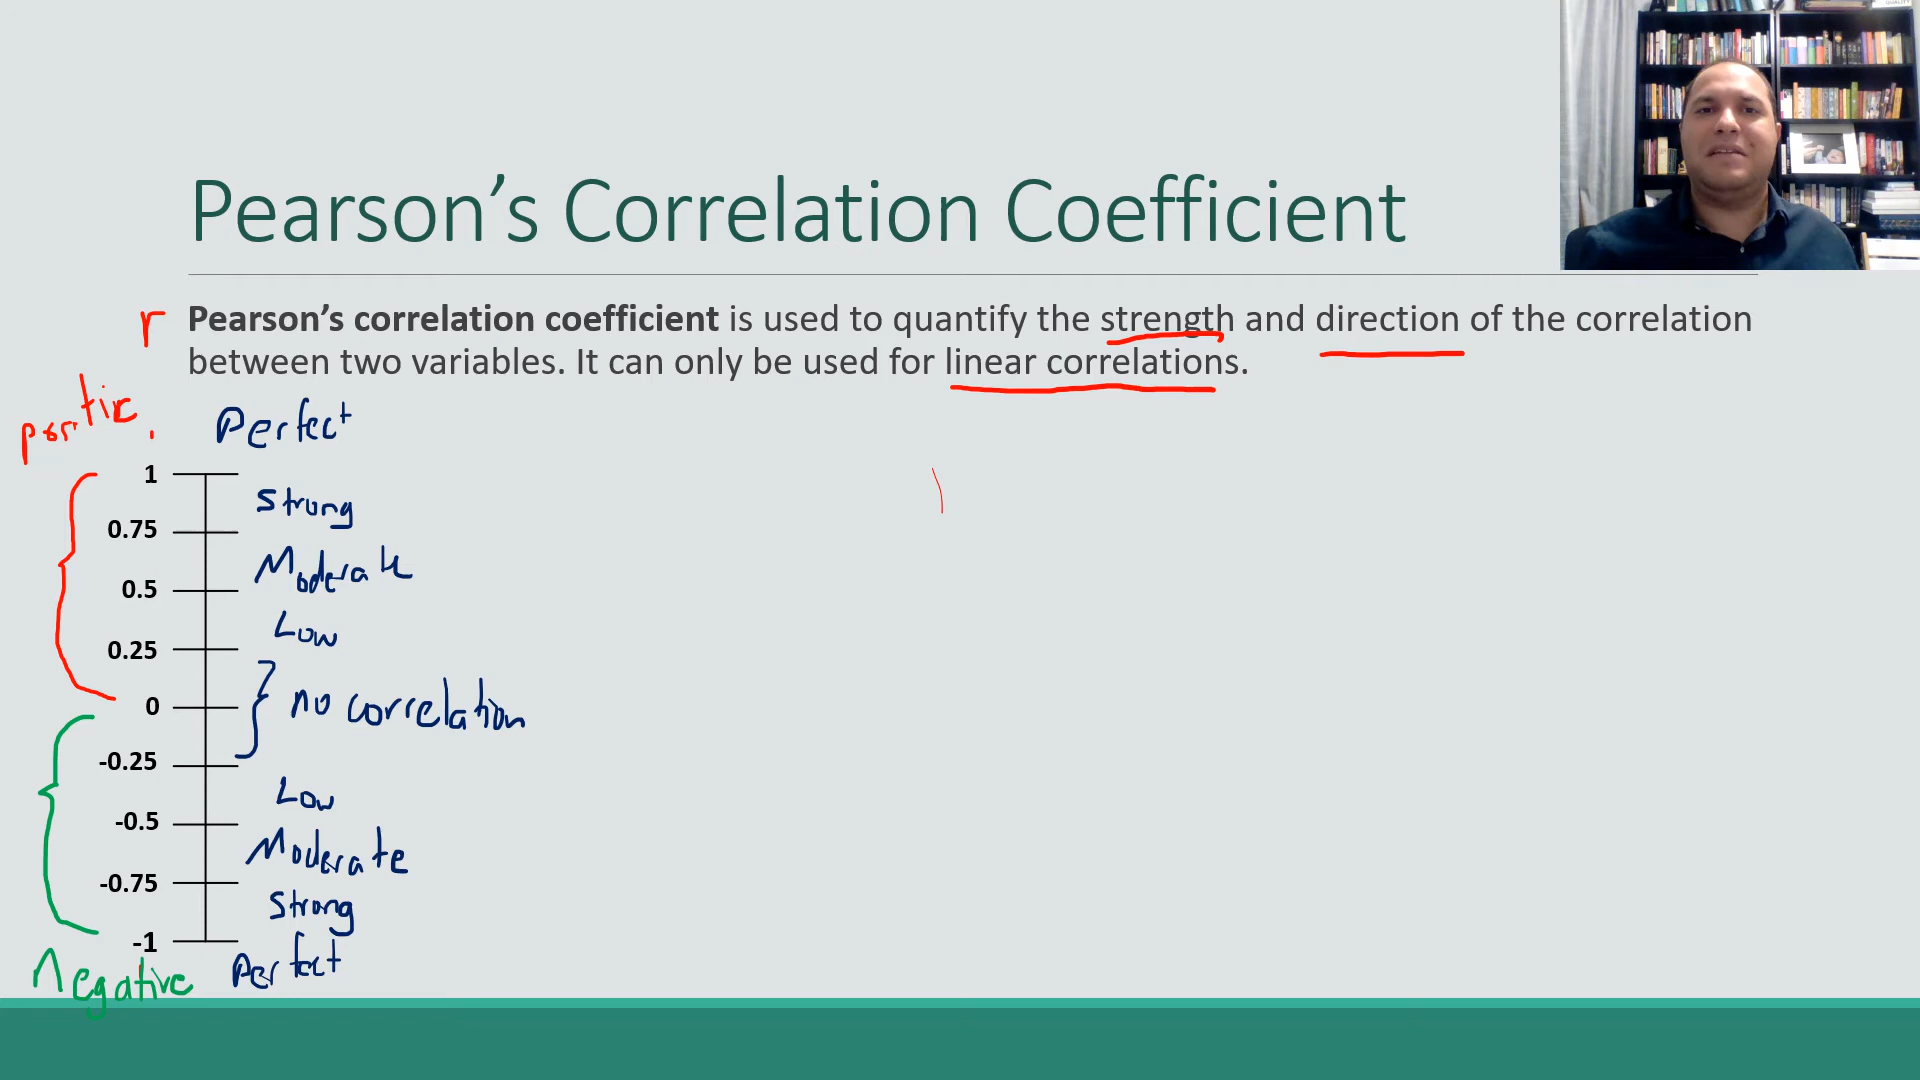 Pearson’s Correlation Coefficient
r Pearson’s correlation coefficient is used to quantify the strength and direction of the correlation
between two variables. It can only be used for linear correlations.
Perfect
1
Strong
0.75
Moderate
0.5
Low
0.25
0
no correlation
-0.25
Low
-0.5
Moderate
-0.75
Strong
-1
Perfect
negative